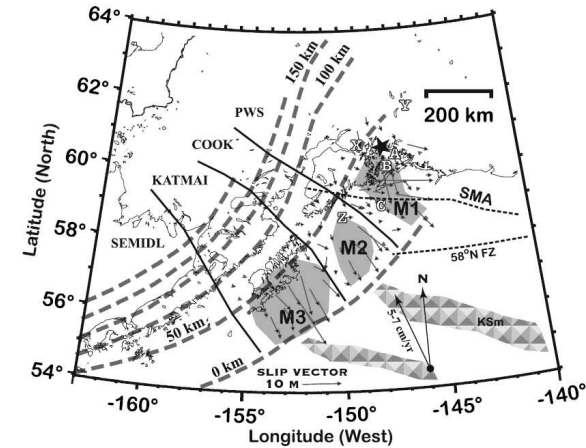 64°
62°
60°
58°
56°
54°
Latitude (North)
150 km
100 km
PWS
COOK
KATMAI
SEMIDL
Y
200 km
X
A
B
C
Z
SMA
M1
M2
M3
58°N FZ
50 km
0 km
N
5-7 cm/yr
KSm
SLIP VECTOR
10 M
-160°
-155°
-150°
-145°
-140°
Longitude (West)